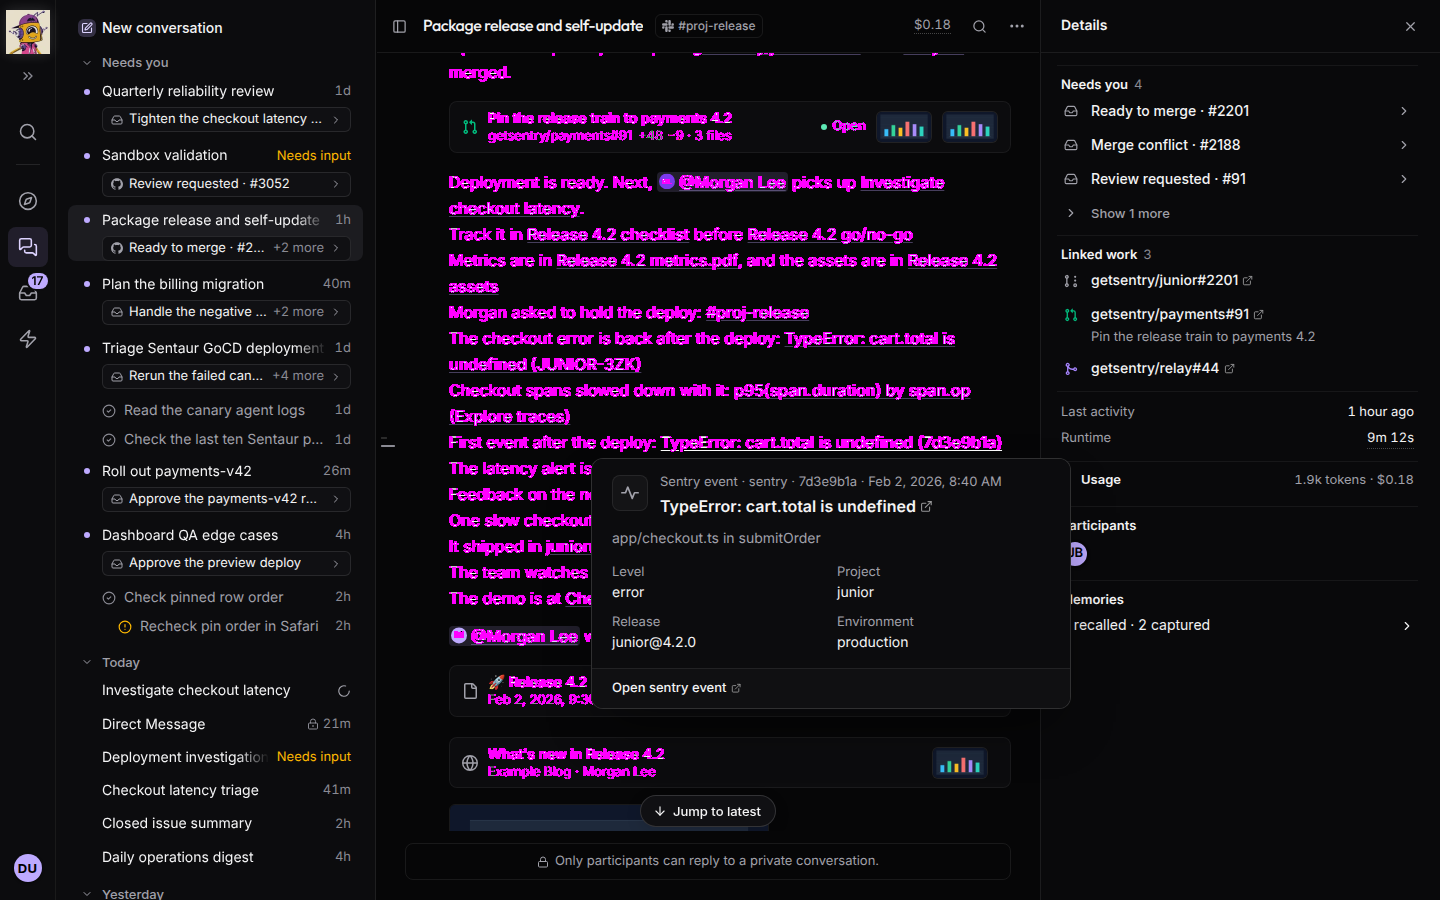 New conversation
Needs you
Quarterly reliability review 1d
Tighten the checkout latency ...
Sandbox validation Needs input
Review requested · #3052
Package release and self-update 1h
Ready to merge · #2... +2 more
Plan the billing migration 40m
Handle the negative ... +2 more
Triage Sentaur GoCD deployment 1d
Rerun the failed can... +4 more
Read the canary agent logs 1d
Check the last ten Sentaur p... 1d
Roll out payments-v42 26m
Approve the payments-v42 r...
Dashboard QA edge cases 4h
Approve the preview deploy
Check pinned row order 2h
Recheck pin order in Safari 2h
Today
Investigate checkout latency
Direct Message 21m
Deployment investigation Needs input
Checkout latency triage 41m
Closed issue summary 2h
Daily operations digest 4h
Yesterday
17
DU
Package release and self-update #proj-release $0.18
merged.
Pin the release train to payments 4.2
getsentry/payments#91 +48 −9 · 3 files
Open
Deployment is ready. Next, @Morgan Lee picks up Investigate
checkout latency.
Track it in Release 4.2 checklist before Release 4.2 go/no-go
Metrics are in Release 4.2 metrics.pdf, and the assets are in Release 4.2
assets
Morgan asked to hold the deploy: #proj-release
The checkout error is back after the deploy: TypeError: cart.total is
undefined (JUNIOR-3ZK)
Checkout spans slowed down with it: p95(span.duration) by span.op
(Explore traces)
First event after the deploy: TypeError: cart.total is undefined (7d3e9b1a)
The latency alert is
Feedback on the
One slow checkout
It shipped in junior
The team watches
The demo is at
@Morgan Lee
🚀 Release 4.2
Feb 2, 2026,
What's new in Release 4.2
Example Blog · Morgan Lee
Jump to latest
Only participants can reply to a private conversation.
Sentry event · sentry · 7d3e9b1a · Feb 2, 2026, 8:40 AM
TypeError: cart.total is undefined
app/checkout.ts in submitOrder
Level Project
error junior
Release Environment
junior@4.2.0 production
Open sentry event
Details
Needs you 4
Ready to merge · #2201
Merge conflict · #2188
Review requested · #91
Show 1 more
Linked work 3
getsentry/junior#2201
getsentry/payments#91
Pin the release train to payments 4.2
getsentry/relay#44
Last activity 1 hour ago
Runtime 9m 12s
Usage 1.9k tokens · $0.18
articipants
emories
recalled · 2 captured